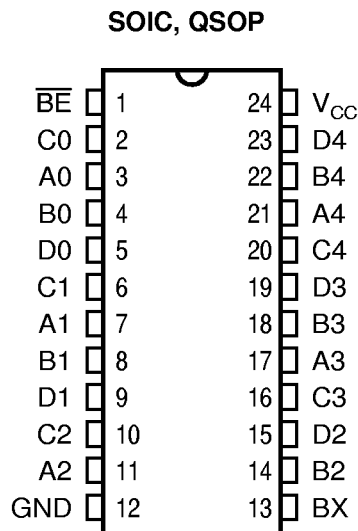 SOIC, QSOP
BE 1 24 VCC
C0 2 23 D4
A0 3 22 B4
B0 4 21 A4
D0 5 20 C4
C1 6 19 D3
A1 7 18 B3
B1 8 17 A3
D1 9 16 C3
C2 10 15 D2
A2 11 14 B2
GND 12 13 BX